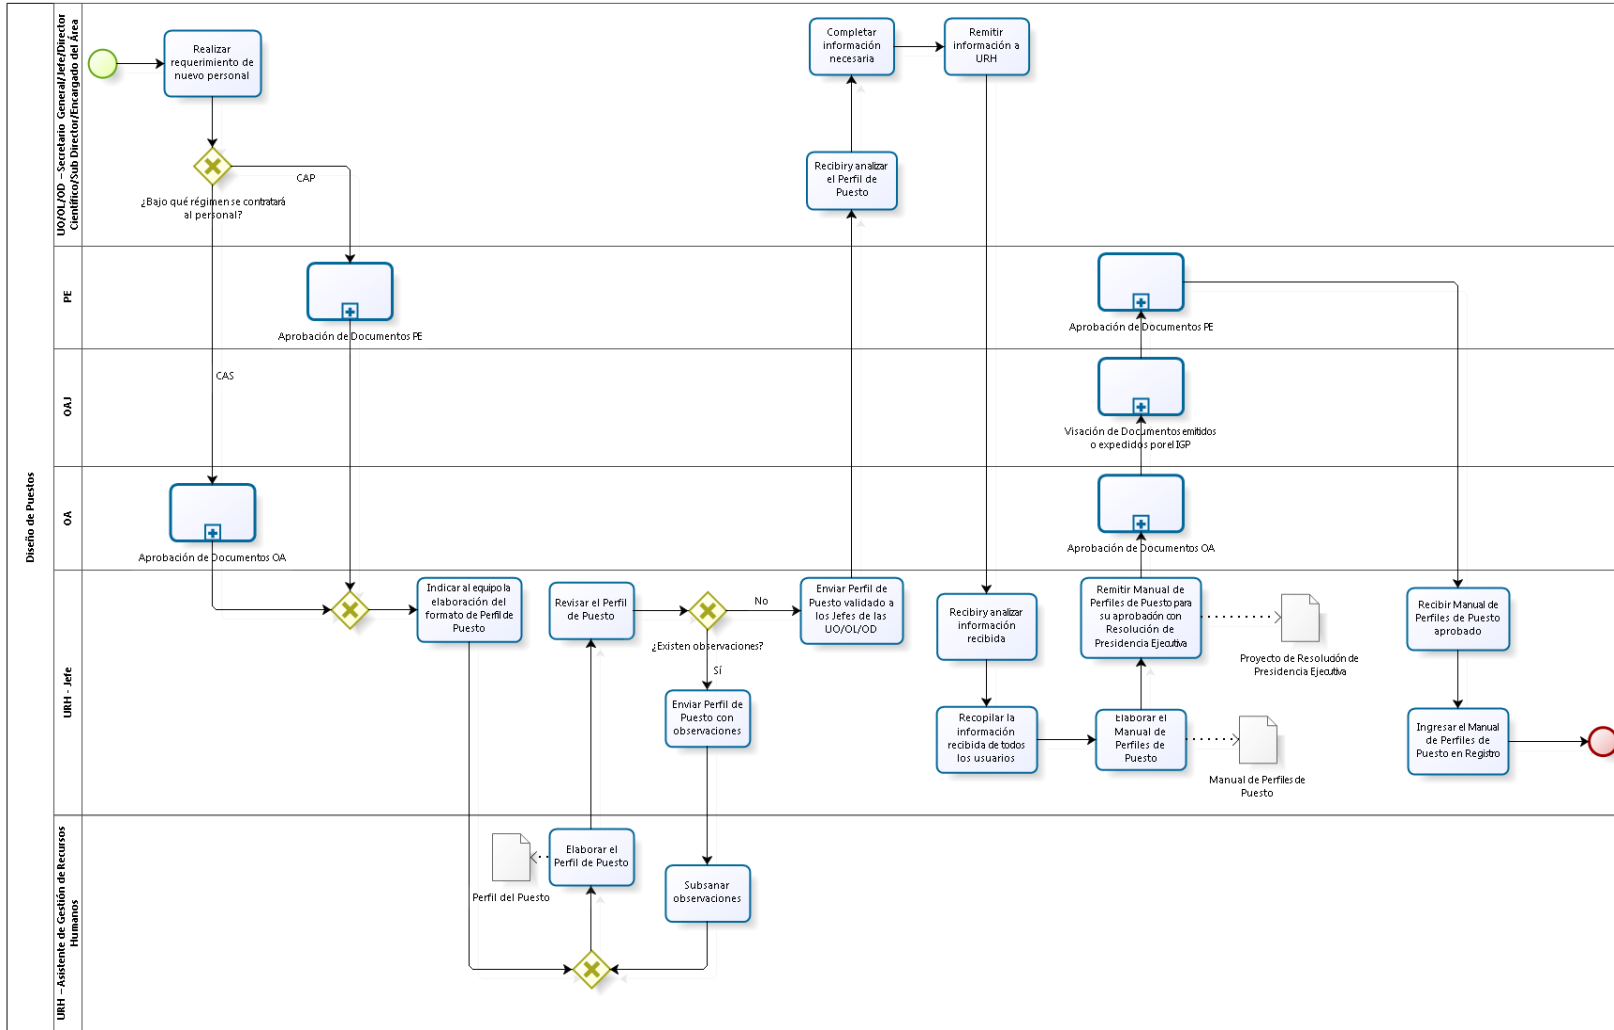 Diseño de Puestos
UO/OL/OD – Secretario General/Jefe/Director
Científico/Sub Director/Encargado del Área
Realizar
requerimiento de
nuevo personal
¿Bajo qué régimen se contratará
al personal?
CAP
CAS
Recibir y analizar
el Perfil de
Puesto
Completar
información
necesaria
Remitir
información a
URH
PE
Aprobación de Documentos PE
Aprobación de Documentos PE
OAJ
Visación de Documentos emitidos
o expedidos por el IGP
OA
Aprobación de Documentos OA
Aprobación de Documentos OA
URH - Jefe
Indicar al equipo la
elaboración del
formato de Perfil de
Puesto
Revisar el Perfil
de Puesto
¿Existen observaciones?
No
Sí
Enviar Perfil de
Puesto con
observaciones
Enviar Perfil de
Puesto validado a
los Jefes de las
UO/OL/OD
Recibir y analizar
información
recibida
Recopilar la
información
recibida de todos
los usuarios
Elaborar el
Manual de
Perfiles de
Puesto
Manual de Perfiles de
Puesto
Remitir Manual de
Perfiles de Puesto para
su aprobación con
Resolución de
Presidencia Ejecutiva
Proyecto de Resolución de
Presidencia Ejecutiva
Recibir Manual de
Perfiles de Puesto
aprobado
Ingresar el Manual
de Perfiles de
Puesto en Registro
URH – Asistente de Gestión de Recursos
Humanos
Perfil del Puesto
Elaborar el
Perfil de Puesto
Subsanar
observaciones